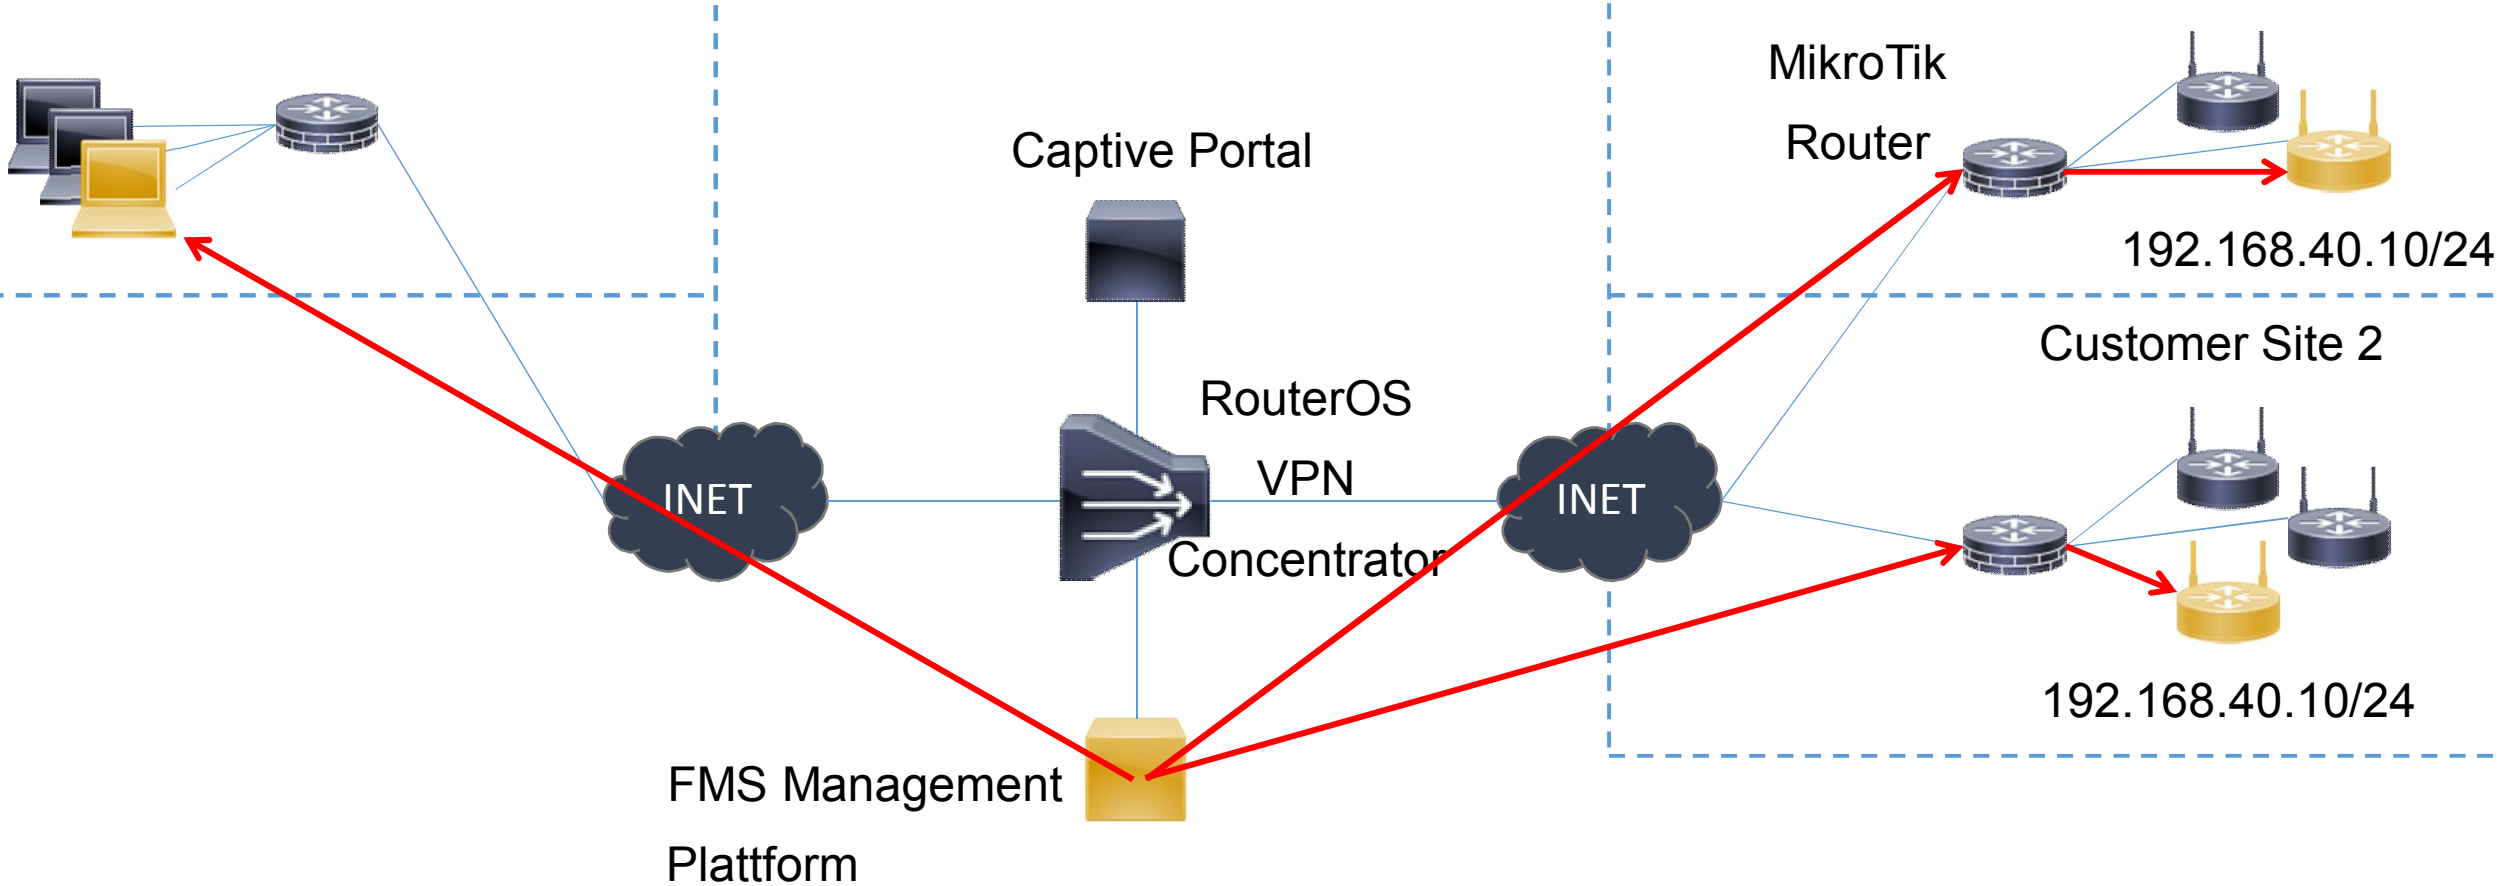 MikroTik
Router
Captive Portal
192.168.40.10/24
Customer Site 2
RouterOS
VPN
Concentrator
INET
INET
192.168.40.10/24
FMS Management
Plattform